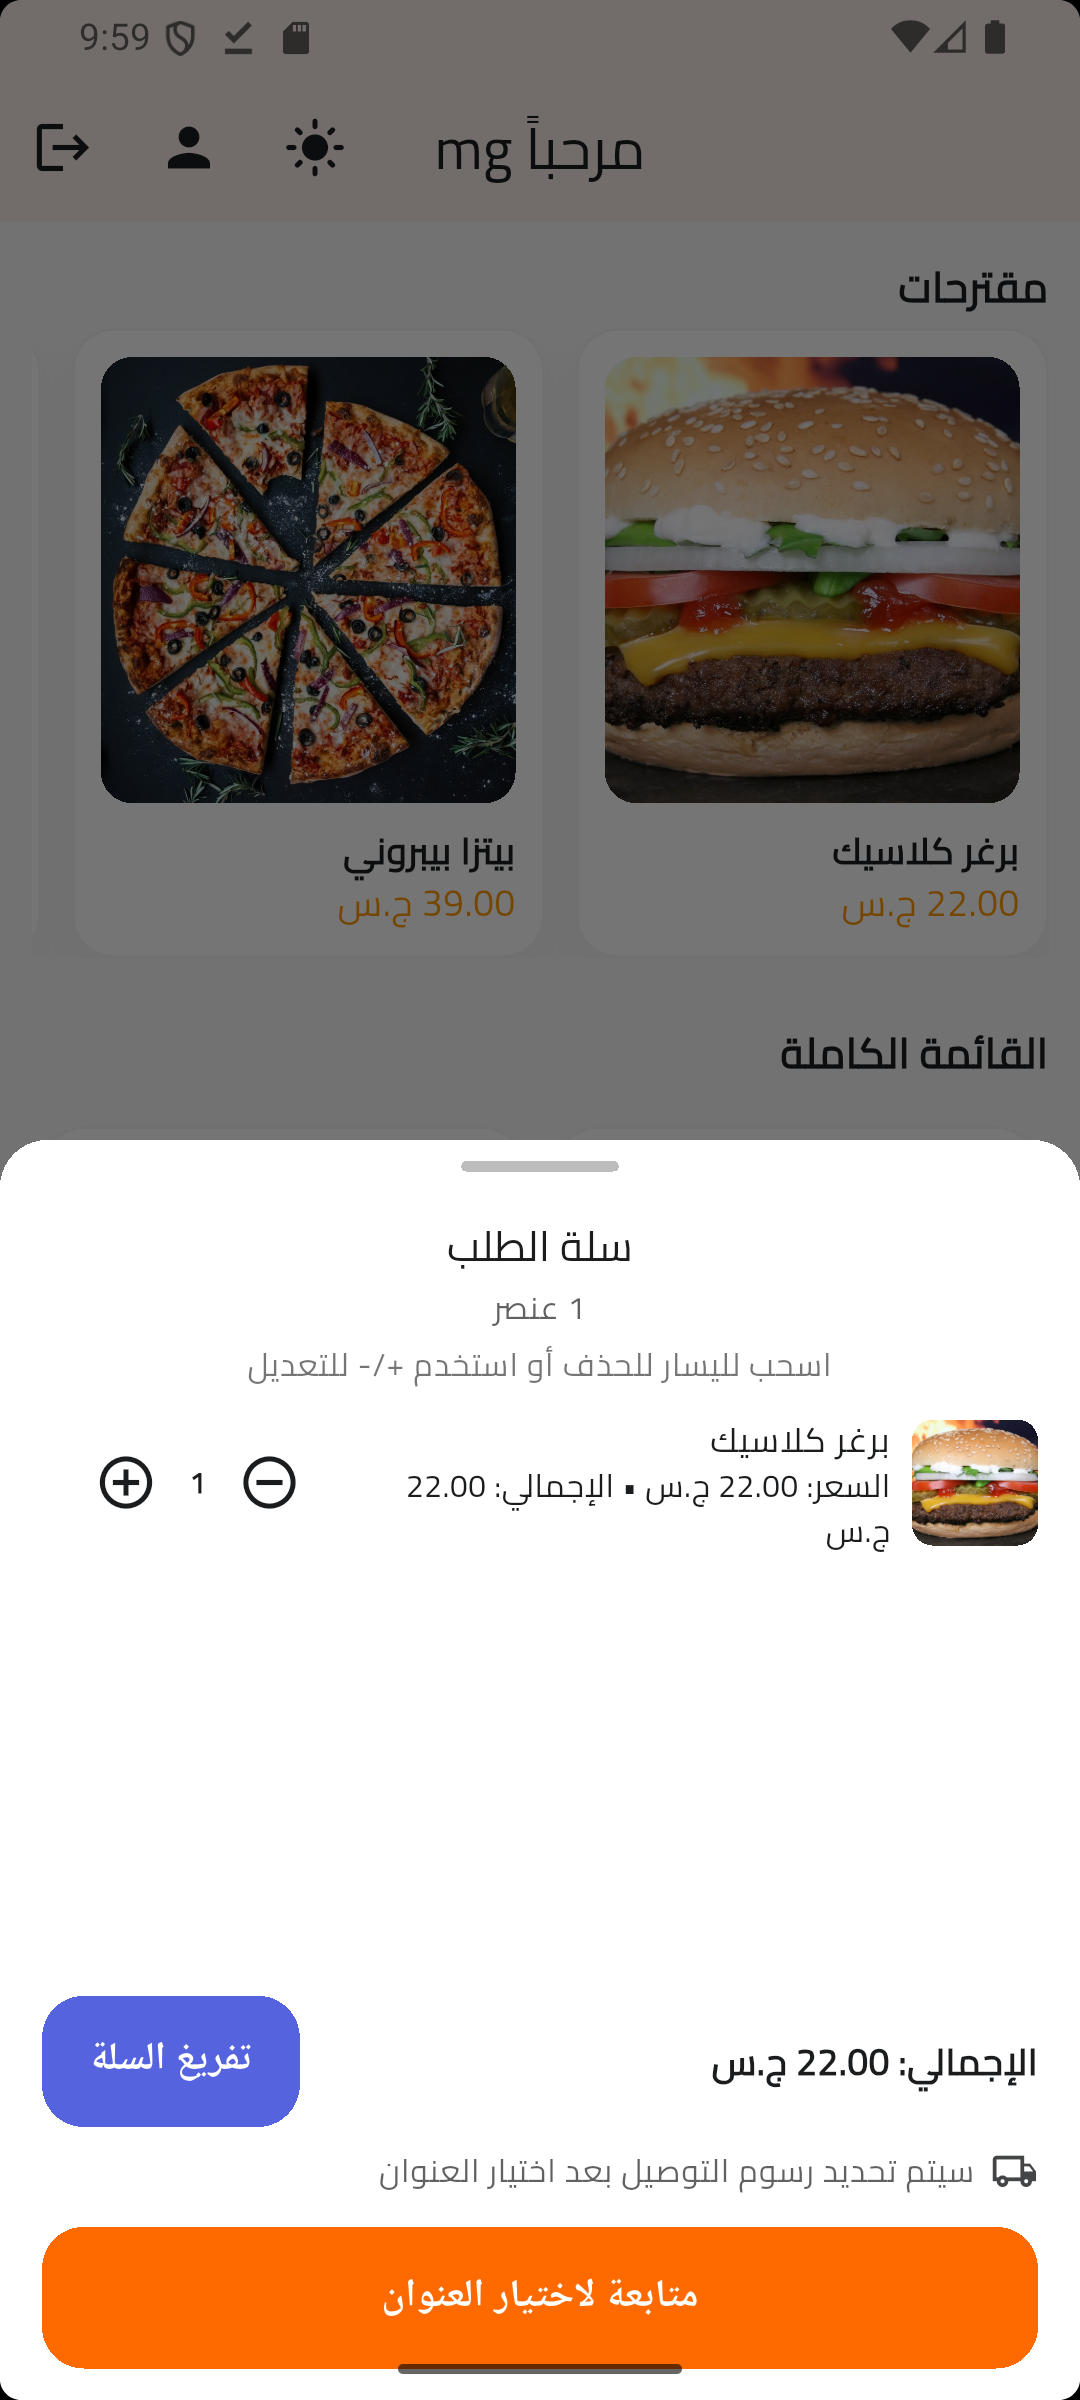 9:59
مرحباً mg
مقترحات
برغر كلاسيك
22.00 ج.س
بيتزا بيبروني
39.00 ج.س
القائمة الكاملة
سلة الطلب
1 عنصر
اسحب لليسار للحذف أو استخدم +/- للتعديل
برغر كلاسيك
السعر: 22.00 ج.س • الإجمالي: 22.00
ج.س
1
الإجمالي: 22.00 ج.س
تفريغ السلة
سيتم تحديد رسوم التوصيل بعد اختيار العنوان
متابعة لاختيار العنوان